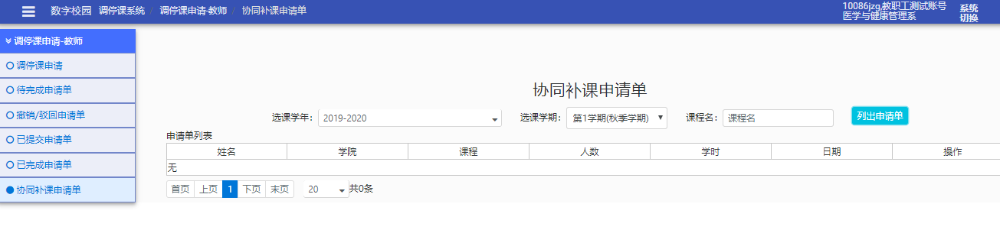 数字校园 调停课系统 / 调停课申请-教师 / 协同补课申请单
10086jzg,教职工测试账号
医学与健康管理系
系统
切换
调停课申请-教师
调停课申请
待完成申请单
撤销/驳回申请单
已提交申请单
已完成申请单
协同补课申请单
协同补课申请单
选课学年: 2019-2020 选课学期: 第1学期(秋季学期) 课程名: 课程名 列出申请单
申请单列表
姓名 学院 课程 人数 学时 日期 操作
无
首页 上页 1 下页 末页 20 共0条